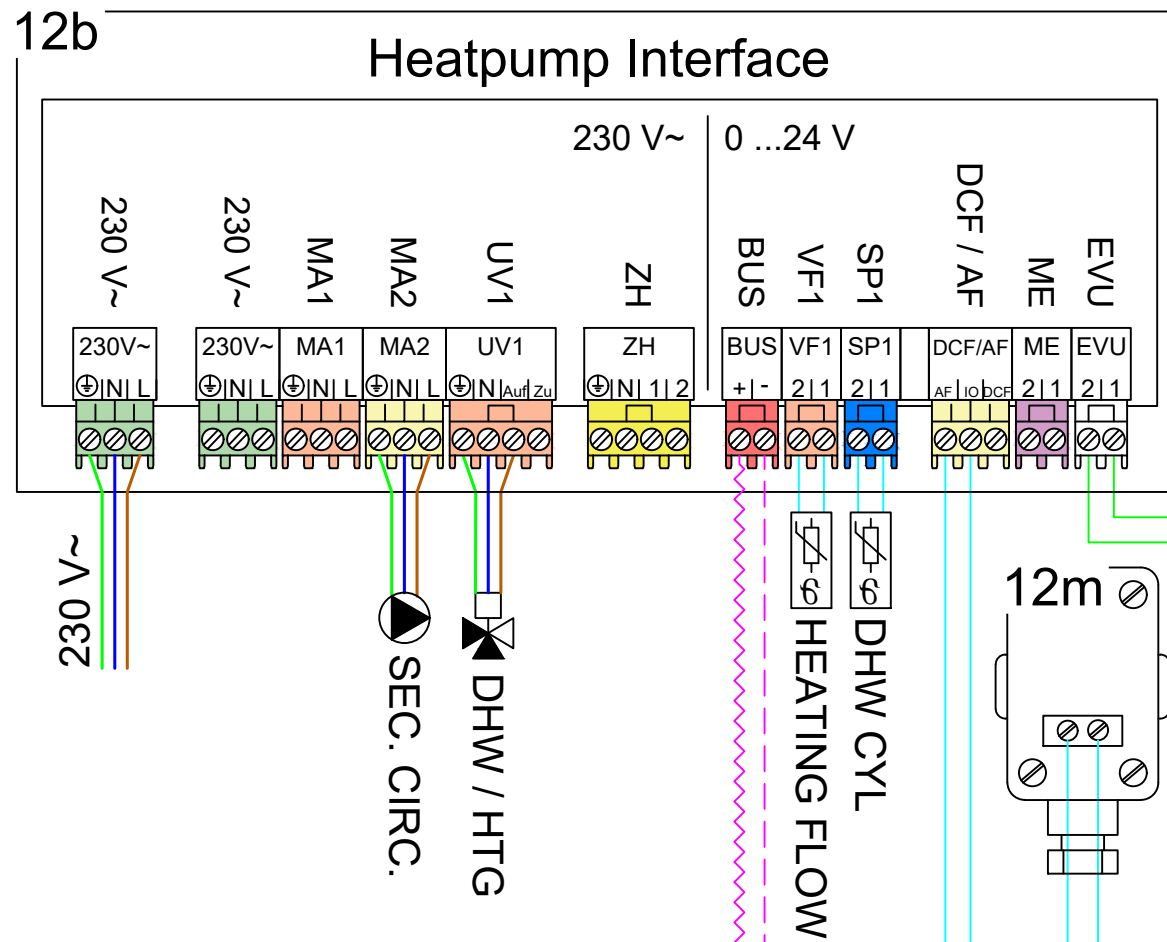 12b
Heatpump Interface
230 V~ 0 ...24 V
230 V~ 230 V~ MA1 MA2 UV1 ZH BUS VF1 SP1 DCF / AF ME EVU
230V~ 230V~ MA1 MA2 UV1 ZH BUS VF1 SP1 DCF/AF ME EVU
|N|L |N|L |N|L |N|L |N|Auf|Zu |N|1|2 +|- 2|1 2|1 AF|IO|DCF 2|1 2|1
230 V~
SEC. CIRC.
DHW / HTG
HEATING FLOW
DHW CYL
12m